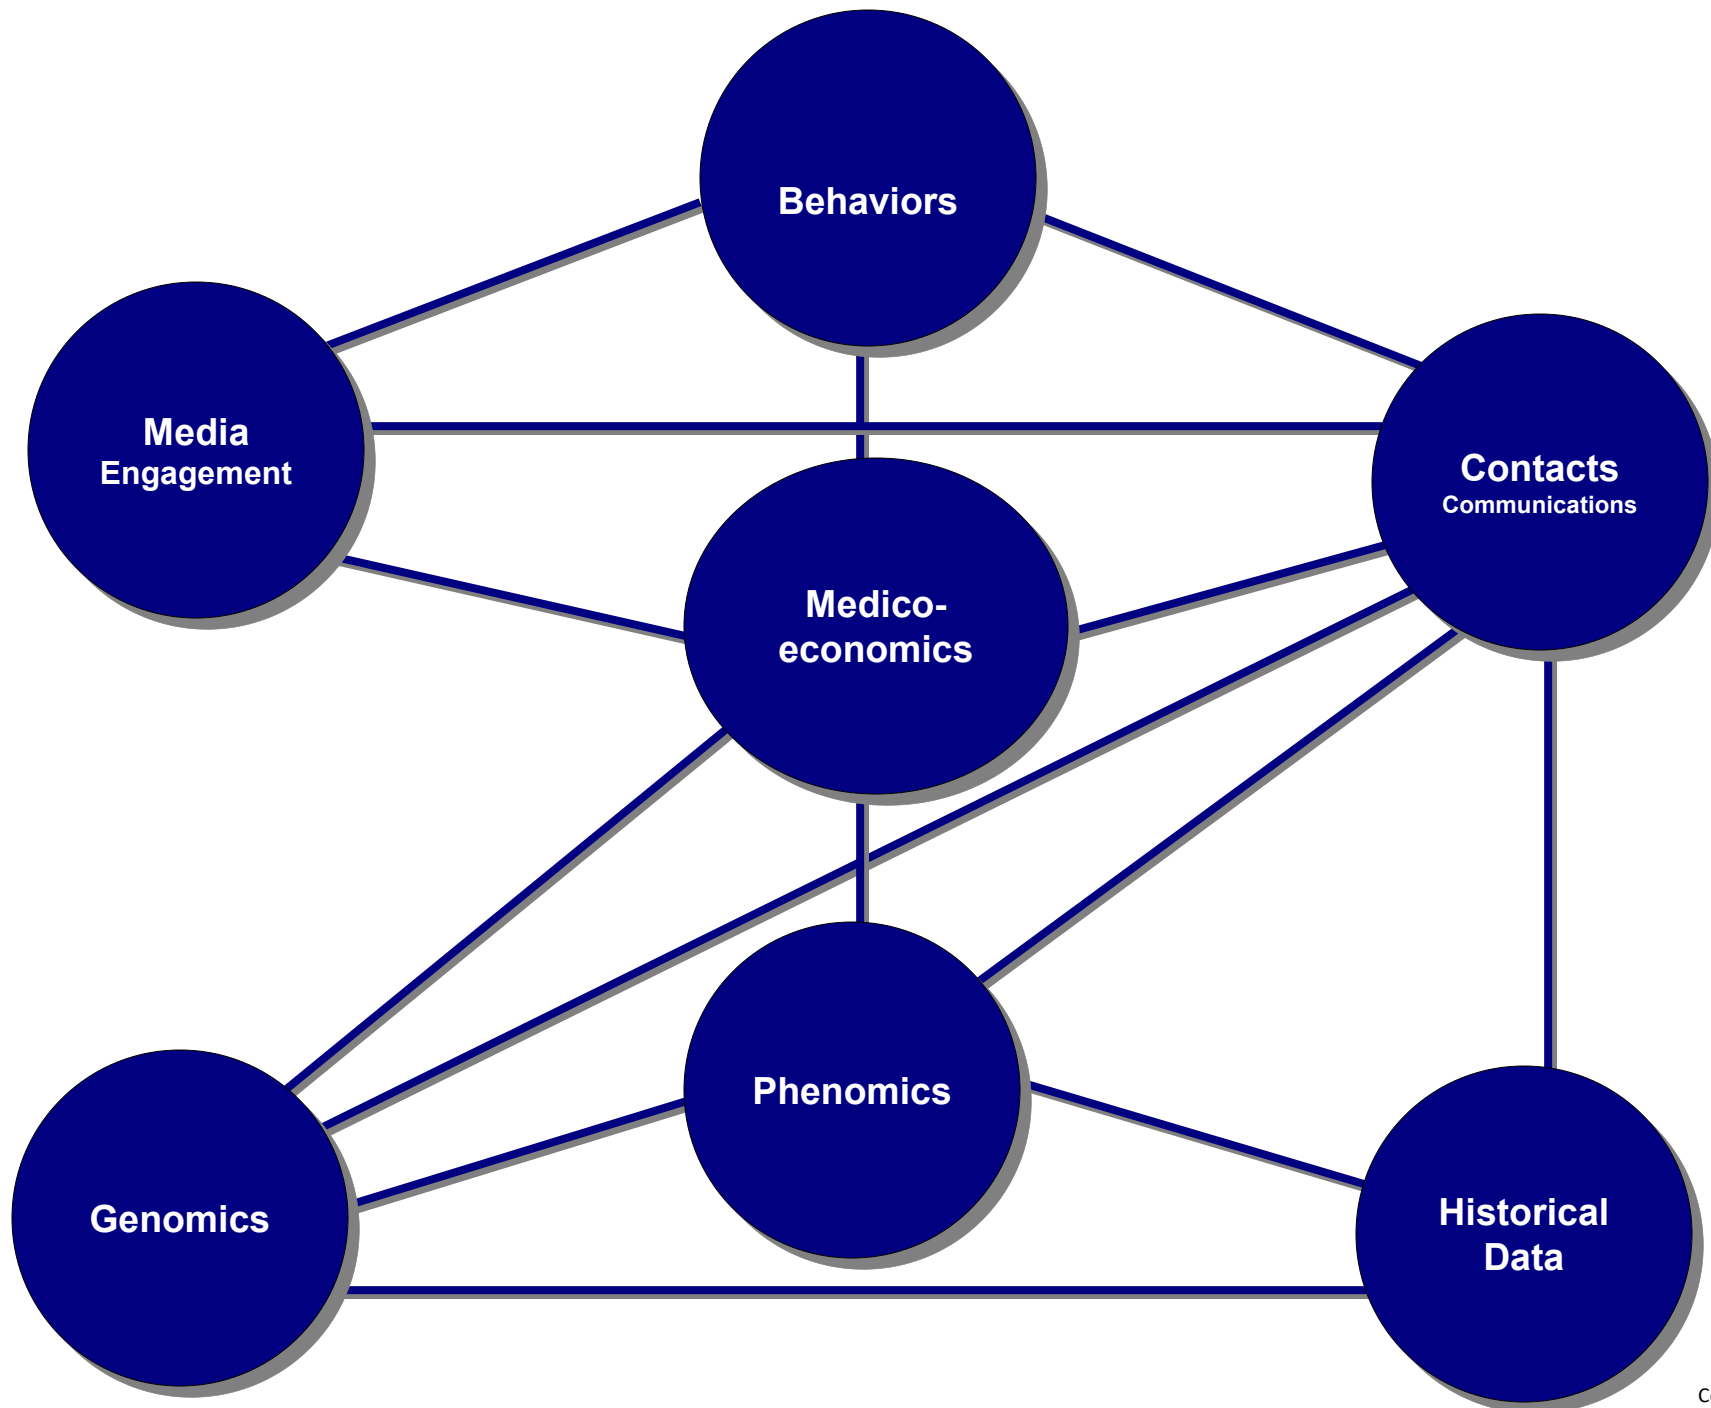 Behaviors
Media
Engagement
Contacts
Communications
Medico-
economics
Phenomics
Genomics
Historical
Data